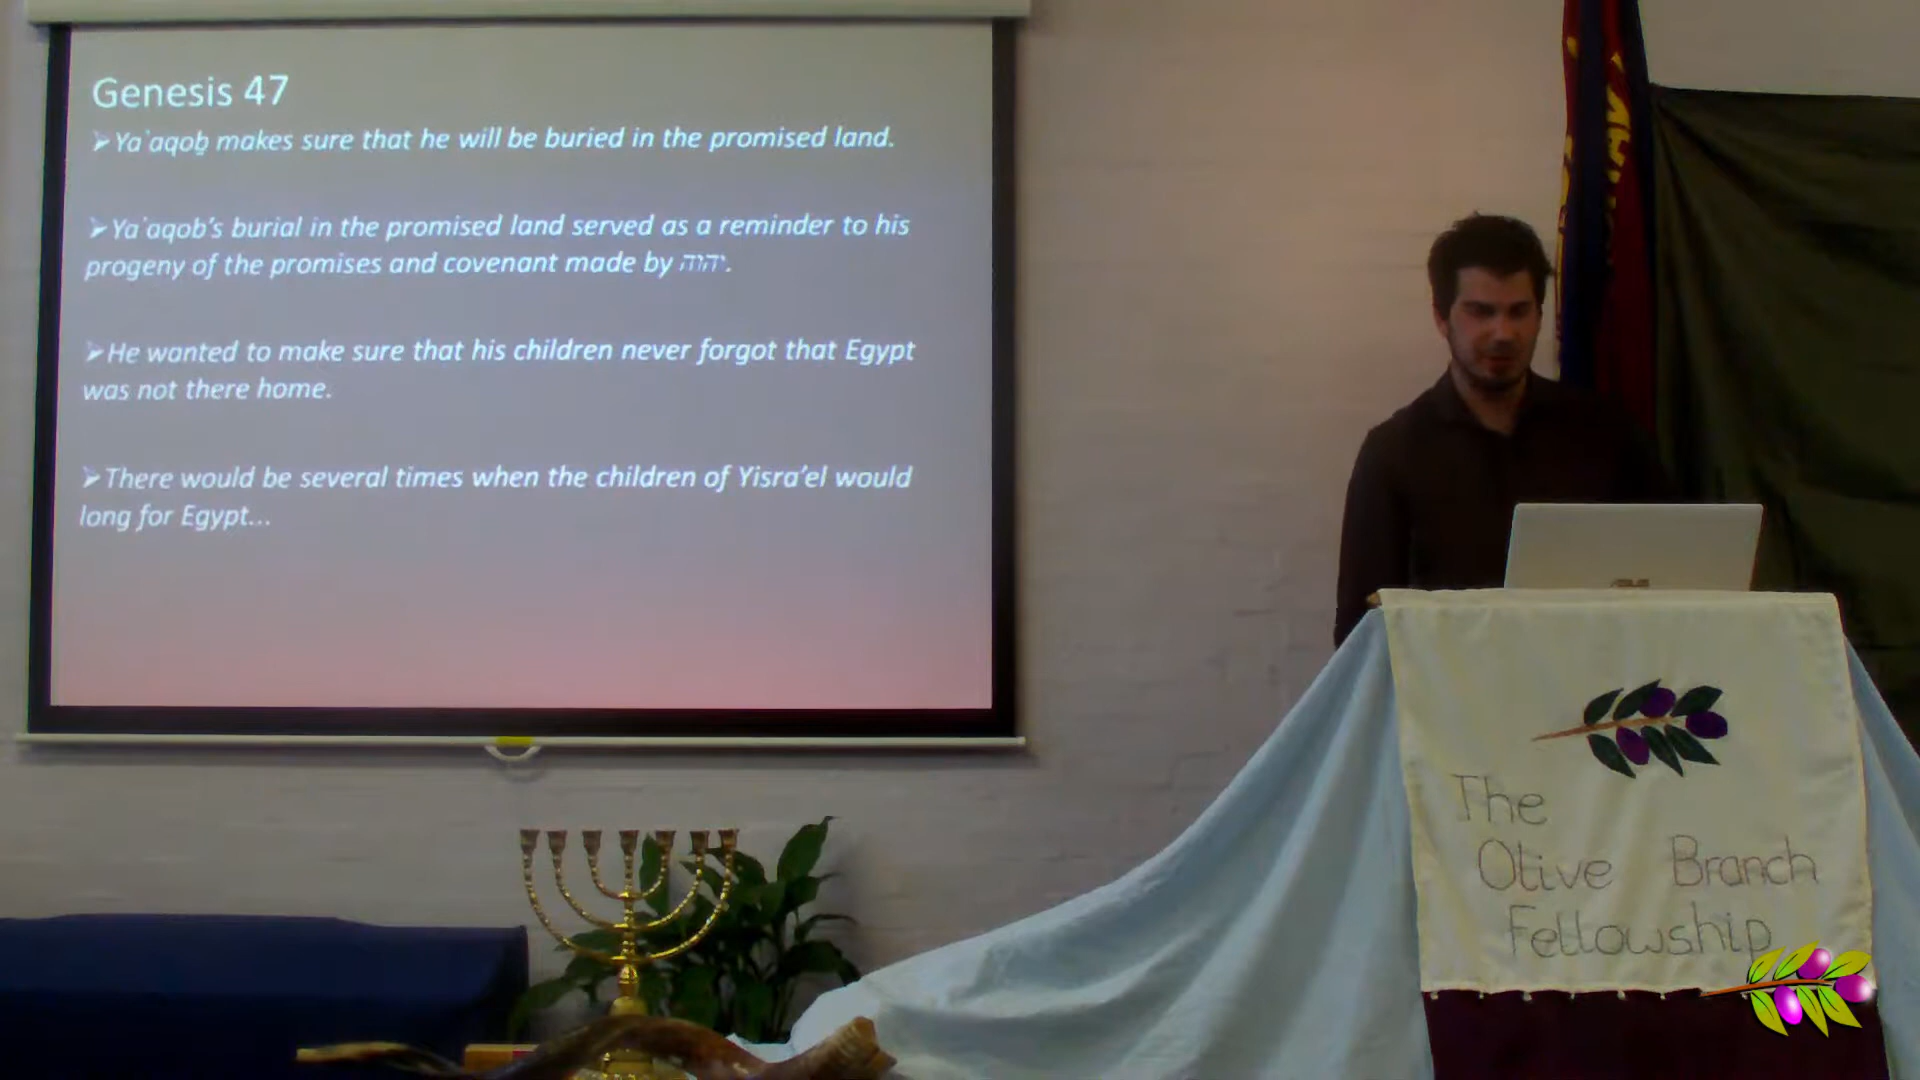 Genesis 47
➢Ya῾aqoḇ makes sure that he will be buried in the promised land.
➢Ya῾aqob’s burial in the promised land served as a reminder to his
progeny of the promises and covenant made by יהוה.
➢He wanted to make sure that his children never forgot that Egypt
was not there home.
➢There would be several times when the children of Yisra’el would
long for Egypt...
ASUS
The
Olive Branch
Fellowship